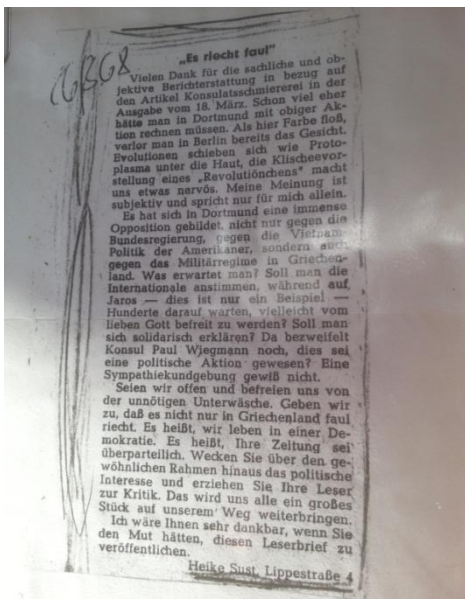 „Es riecht faul"
Vielen Dank für die sachliche und ob-
jektive Berichterstattung in bezug auf
den Artikel Konsulatsschmiererei in der
Ausgabe vom 18. März. Schon viel eher
hätte man in Dortmund mit obiger Ak-
tion rechnen müssen. Als hier Farbe floß,
verlor man in Berlin bereits das Gesicht.
Evolutionen schieben sich wie Proto-
plasma unter die Haut, die Klischeevor-
stellung eines „Revolutiönchens" macht
uns etwas nervös. Meine Meinung ist
subjektiv und spricht nur für mich allein.
Es hat sich in Dortmund eine immense
Opposition gebildet, nicht nur gegen die
Bundesregierung, gegen die Vietnam-
Politik der Amerikaner, sondern auch
gegen das Militärregime in Griechen-
land. Was erwartet man? Soll man die
Internationale anstimmen, während auf
Jaros — dies ist nur ein Beispiel —
Hunderte darauf warten, vielleicht vom
lieben Gott befreit zu werden? Soll man
sich solidarisch erklären? Da bezweifelt
Konsul Paul Wjegmann noch, dies sei
eine politische Aktion gewesen? Eine
Sympathiekundgebung gewiß nicht.
Seien wir offen und befreien uns von
der unnötigen Unterwäsche. Geben wir
zu, daß es nicht nur in Griechenland faul
riecht. Es heißt, wir leben in einer De-
mokratie. Es heißt, Ihre Zeitung sei
überparteilich. Wecken Sie über den ge-
wöhnlichen Rahmen hinaus das politische
Interesse und erziehen Sie Ihre Leser
zur Kritik. Das wird uns alle ein großes
Stück auf unserem Weg weiterbringen.
Ich wäre Ihnen sehr dankbar, wenn Sie
den Mut hätten, diesen Leserbrief zu
veröffentlichen.
Heike Sust, Lippestraße 4